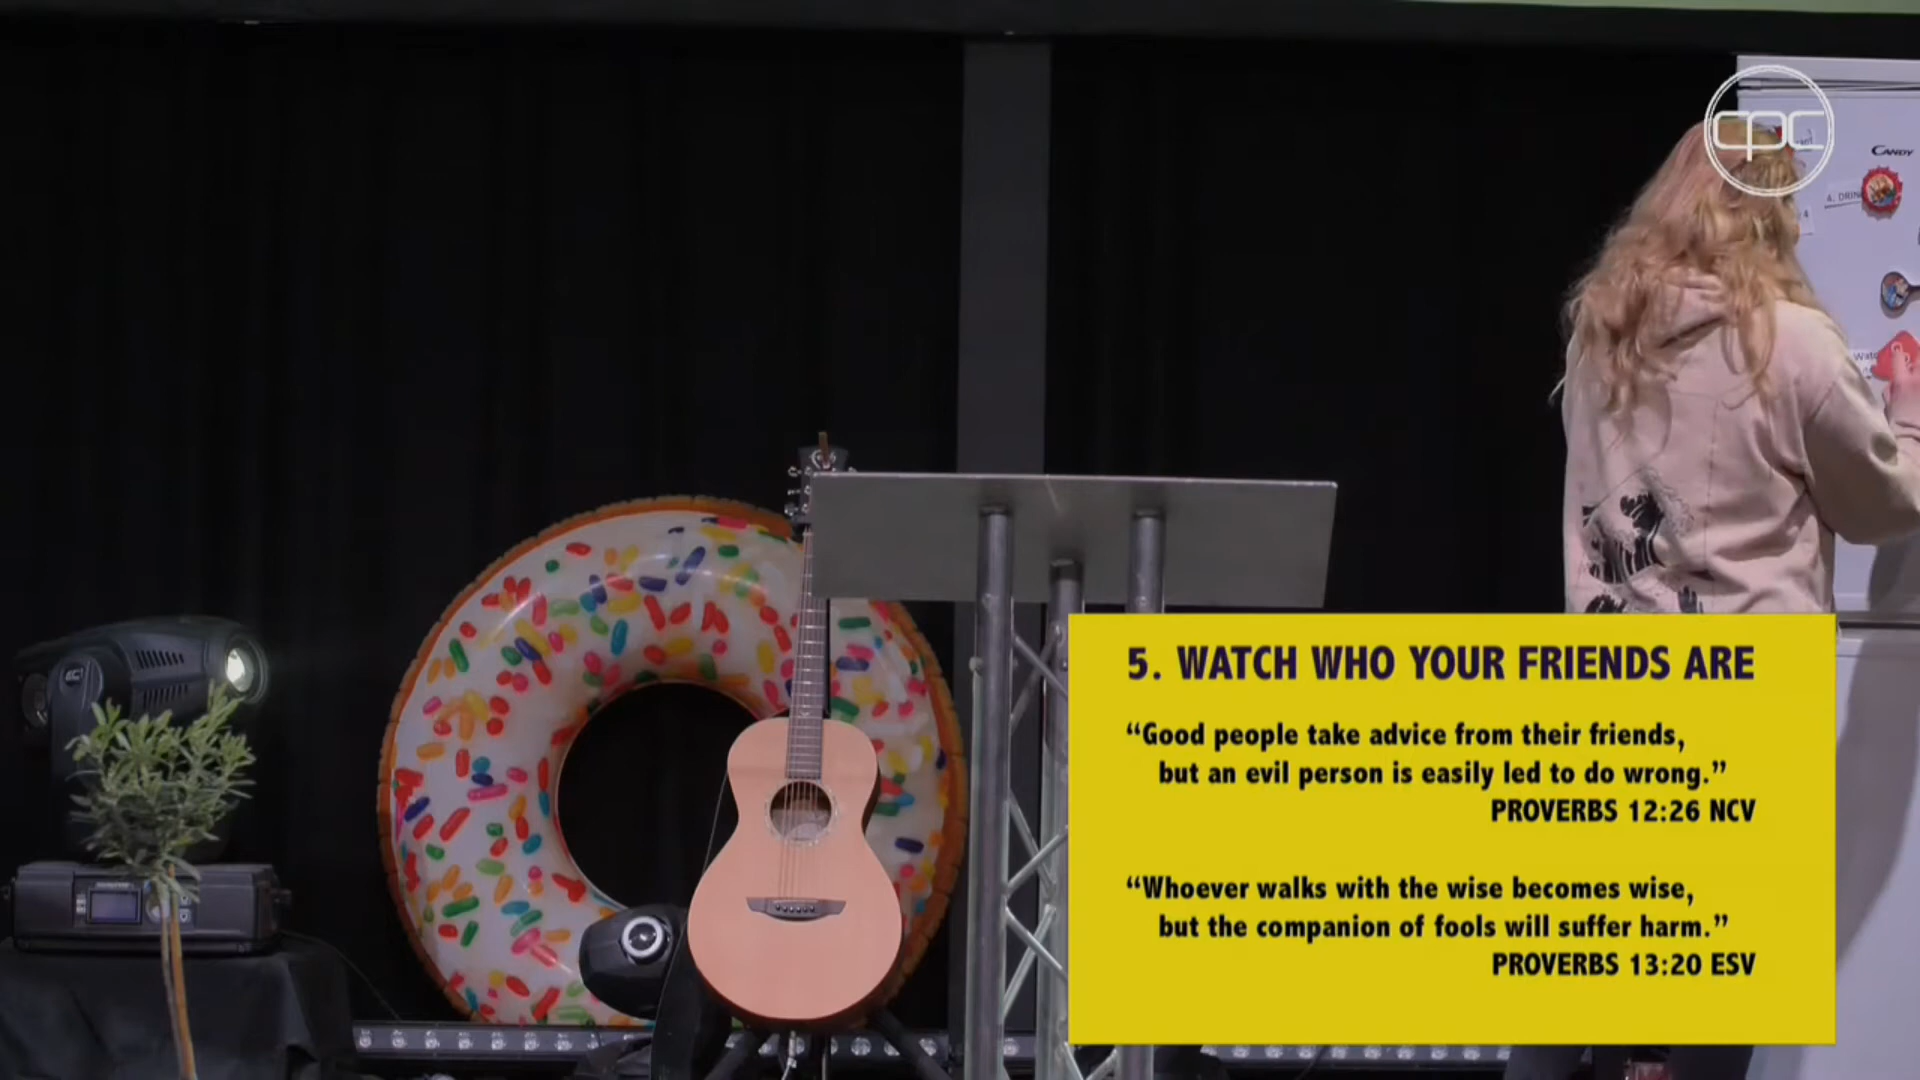 cpc
CANDY
4. DRIN
5. WATCH WHO YOUR FRIENDS ARE
“Good people take advice from their friends,
but an evil person is easily led to do wrong.”
PROVERBS 12:26 NCV
“Whoever walks with the wise becomes wise,
but the companion of fools will suffer harm.”
PROVERBS 13:20 ESV